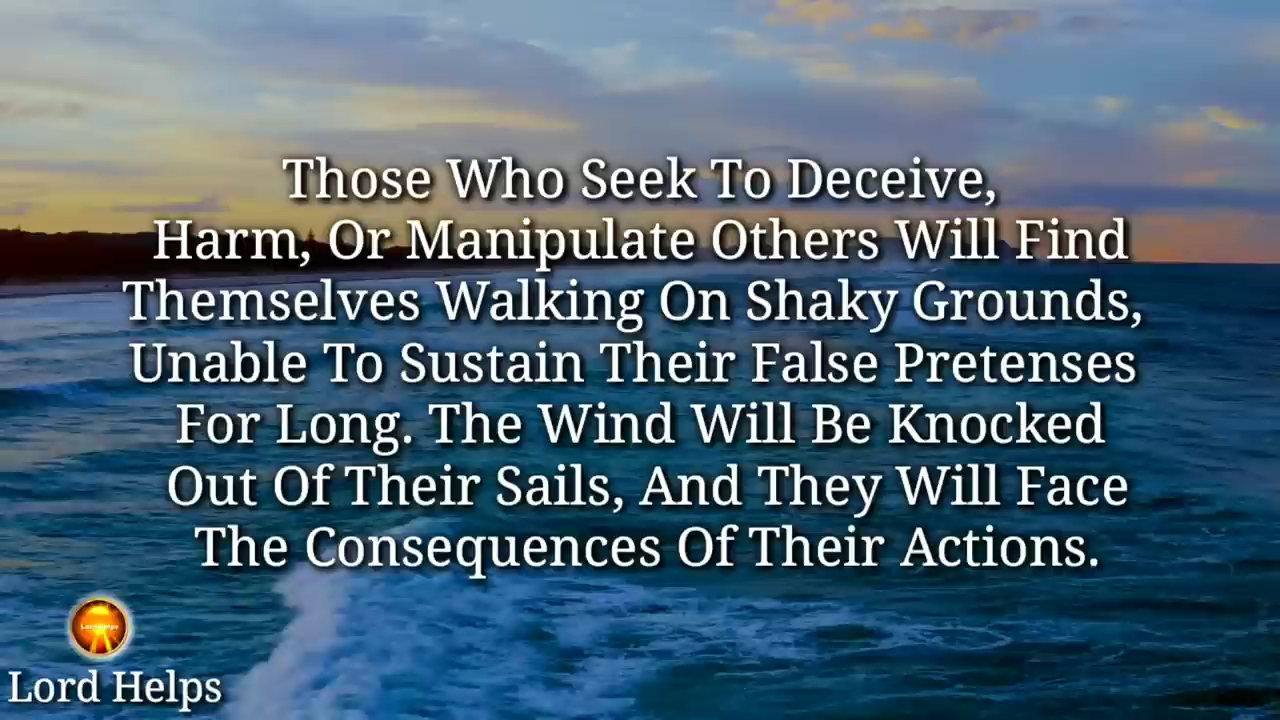 Those Who Seek To Deceive,
Harm, Or Manipulate Others Will Find
Themselves Walking On Shaky Grounds,
Unable To Sustain Their False Pretenses
For Long. The Wind Will Be Knocked
Out Of Their Sails, And They Will Face
The Consequences Of Their Actions.
Lord Helps
Lord Helps